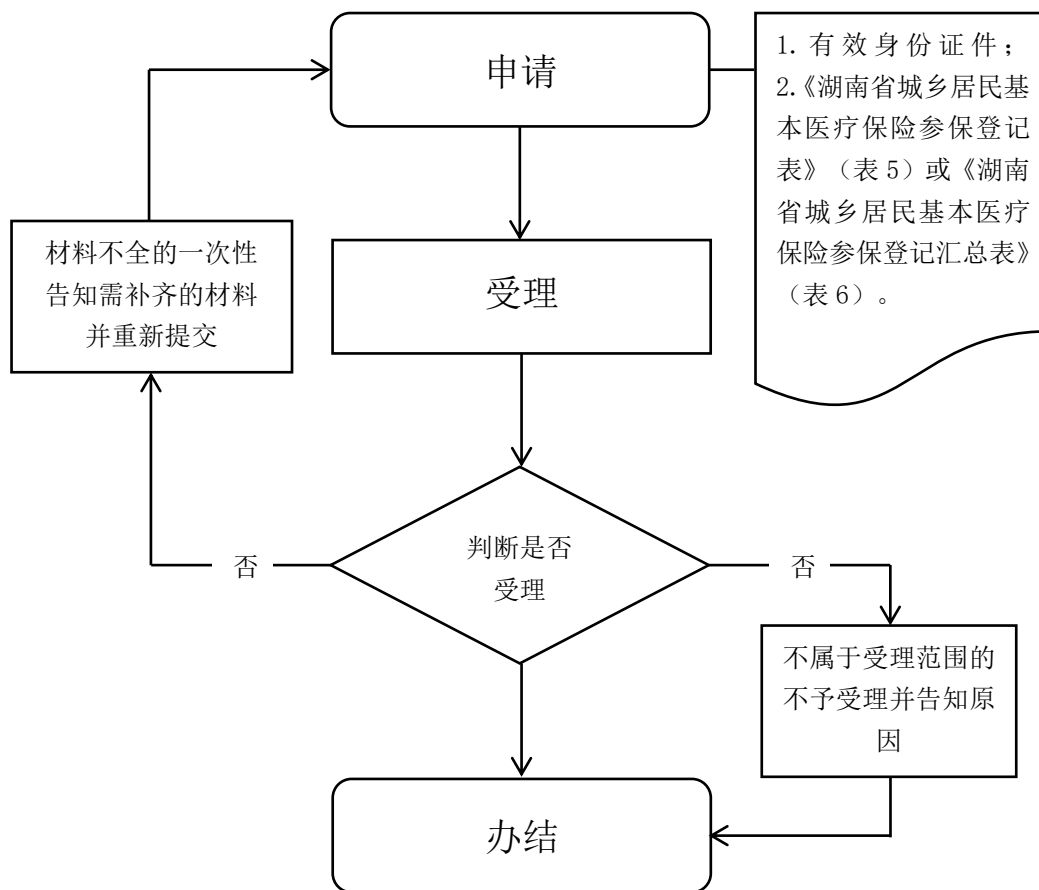 申请
1. 有效身份证件；
2.《湖南省城乡居民基
本医疗保险参保登记
表》（表 5）或《湖南
省城乡居民基本医疗
保险参保登记汇总表》
（表 6）。
材料不全的一次性
告知需补齐的材料
并重新提交
受理
判断是否
受理
否
否
不属于受理范围的
不予受理并告知原
因
办结